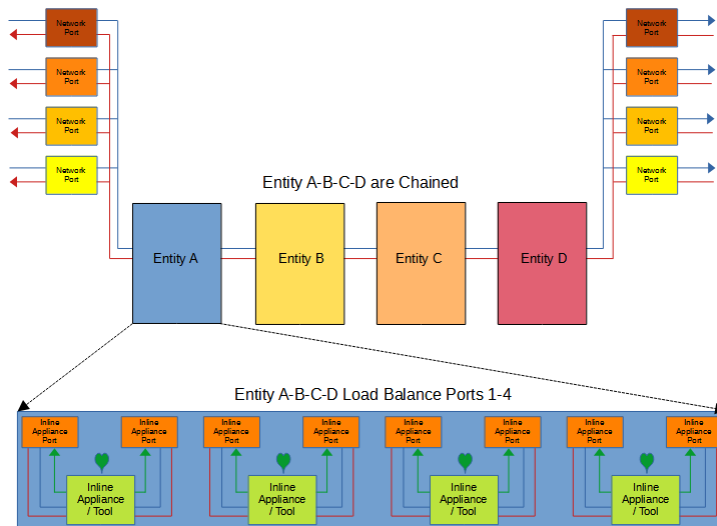 Network
Port
Network
Port
Network
Port
Network
Port
Network
Port
Network
Port
Network
Port
Network
Port
Entity A-B-C-D are Chained
Entity A
Entity B
Entity C
Entity D
Entity A-B-C-D Load Balance Ports 1-4
Inline
Appliance
Port
Inline
Appliance
Port
Inline
Appliance
Port
Inline
Appliance
Port
Inline
Appliance
Port
Inline
Appliance
Port
Inline
Appliance
Port
Inline
Appliance
Port
Inline
Appliance
/ Tool
Inline
Appliance
/ Tool
Inline
Appliance
/ Tool
Inline
Appliance
/ Tool